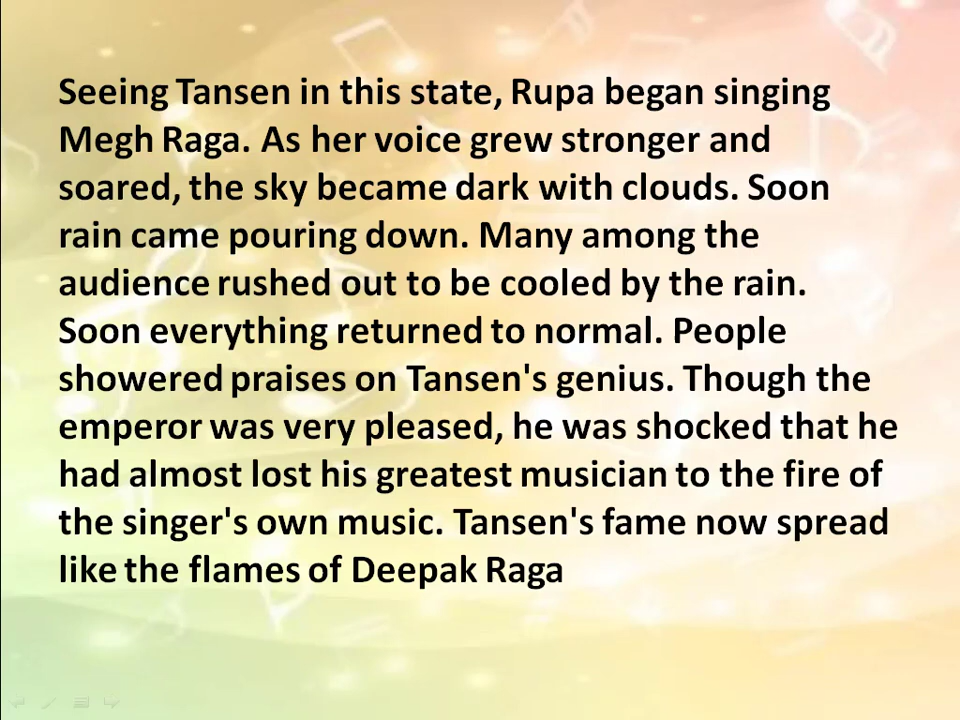 Seeing Tansen in this state, Rupa began singing
Megh Raga. As her voice grew stronger and
soared, the sky became dark with clouds. Soon
rain came pouring down. Many among the
audience rushed out to be cooled by the rain.
Soon everything returned to normal. People
showered praises on Tansen's genius. Though the
emperor was very pleased, he was shocked that he
had almost lost his greatest musician to the fire of
the singer's own music. Tansen's fame now spread
like the flames of Deepak Raga